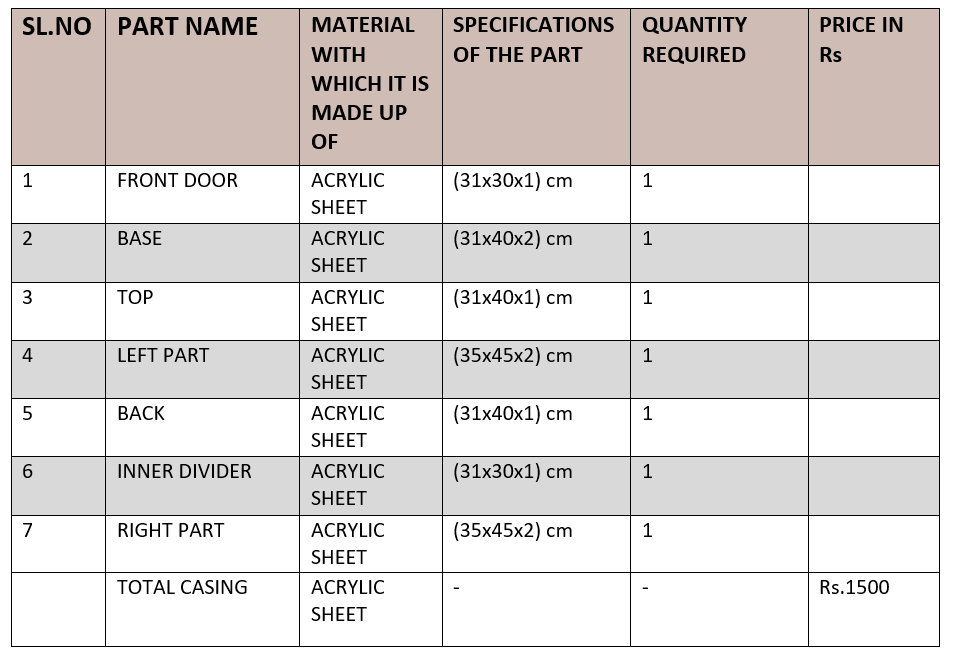 SL.NO PART NAME MATERIAL WITH WHICH IT IS MADE UP OF SPECIFICATIONS OF THE PART QUANTITY REQUIRED PRICE IN Rs
1 FRONT DOOR ACRYLIC SHEET (31x30x1) cm 1
2 BASE ACRYLIC SHEET (31x40x2) cm 1
3 TOP ACRYLIC SHEET (31x40x1) cm 1
4 LEFT PART ACRYLIC SHEET (35x45x2) cm 1
5 BACK ACRYLIC SHEET (31x40x1) cm 1
6 INNER DIVIDER ACRYLIC SHEET (31x30x1) cm 1
7 RIGHT PART ACRYLIC SHEET (35x45x2) cm 1
TOTAL CASING ACRYLIC SHEET - - Rs.1500